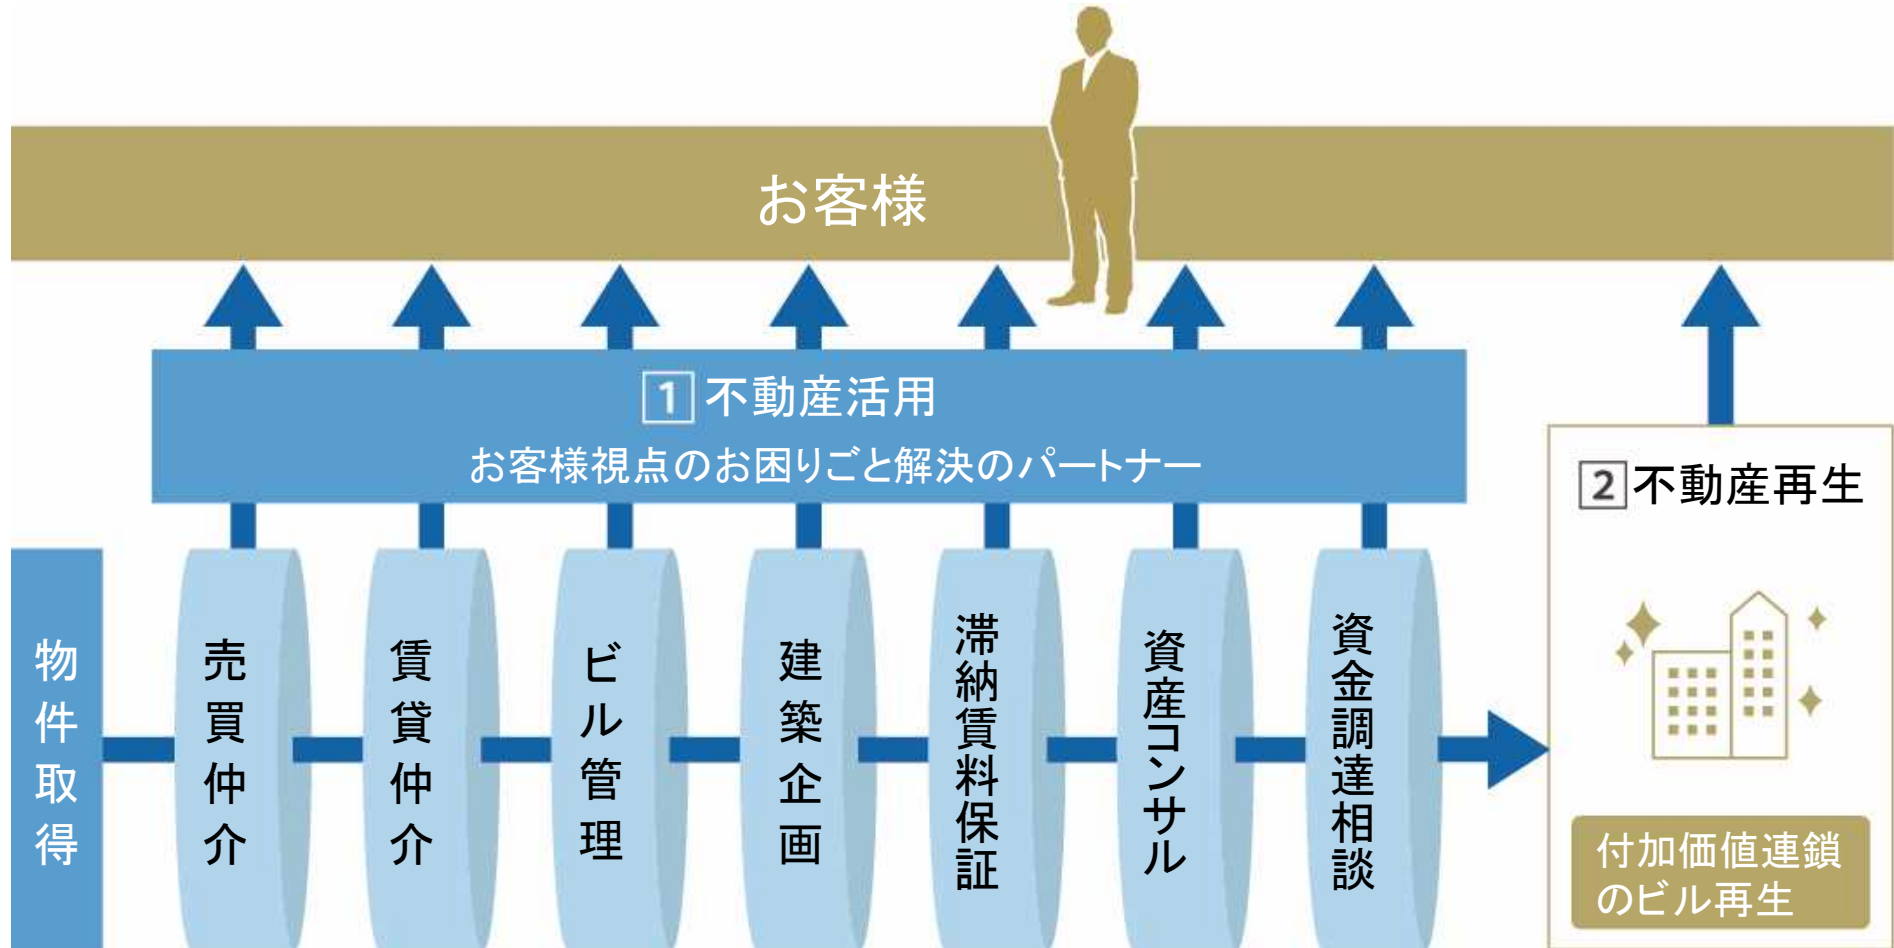 お客様
1 不動産活用
お客様視点のお困りごと解決のパートナー
2 不動産再生
物件取得
売買仲介
賃貸仲介
ビル管理
建築企画
滞納賃料保証
資産コンサル
資金調達相談
付加価値連鎖
のビル再生